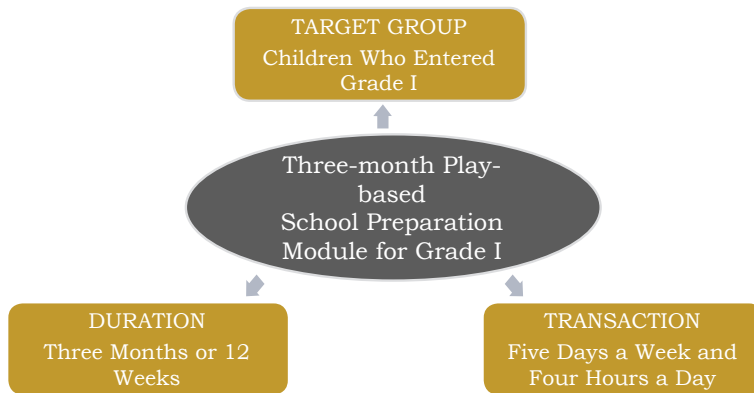 TARGET GROUP
Children Who Entered
Grade I
Three-month Play-
based
School Preparation
Module for Grade I
DURATION
Three Months or 12
Weeks
TRANSACTION
Five Days a Week and
Four Hours a Day